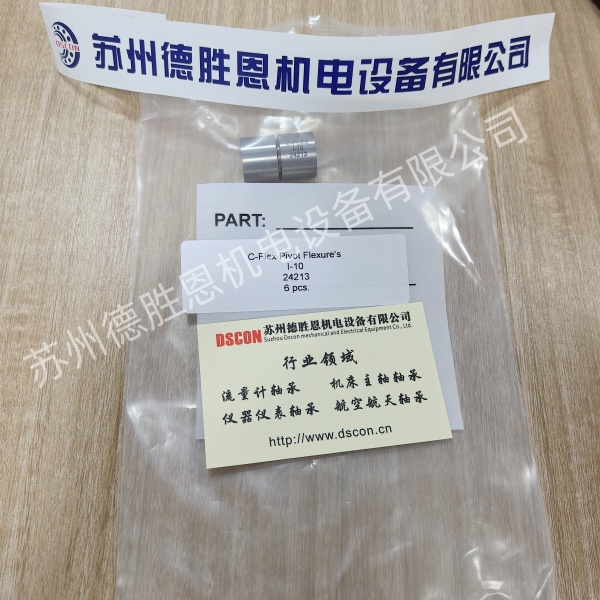 DSCON
苏州德胜恩机电设备有限公司
I-10
24213
PART:
C-Flex Pivot Flexure's
I-10
24213
6 pcs.
DSCON 苏州德胜恩机电设备有限公司
Suzhou Dscon mechanical and Electrical Equipment Co., Ltd.
行业领域
流量计轴承 机床主轴轴承
仪器仪表轴承 航空航天轴承
http://www.dscon.cn
苏州德胜恩机电设备有限公司